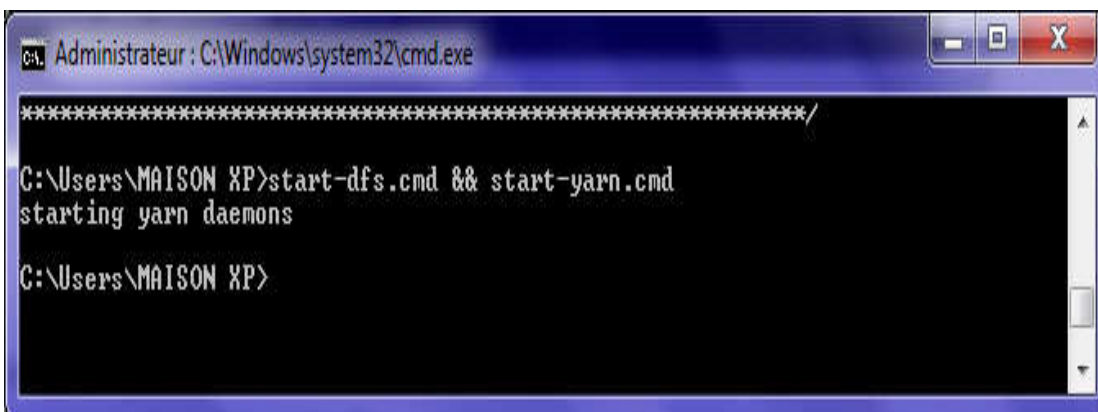 C:\. Administrateur : C:\Windows\system32\cmd.exe
************************************************************/
C:\Users\MAISON XP>start-dfs.cmd && start-yarn.cmd
starting yarn daemons
C:\Users\MAISON XP>